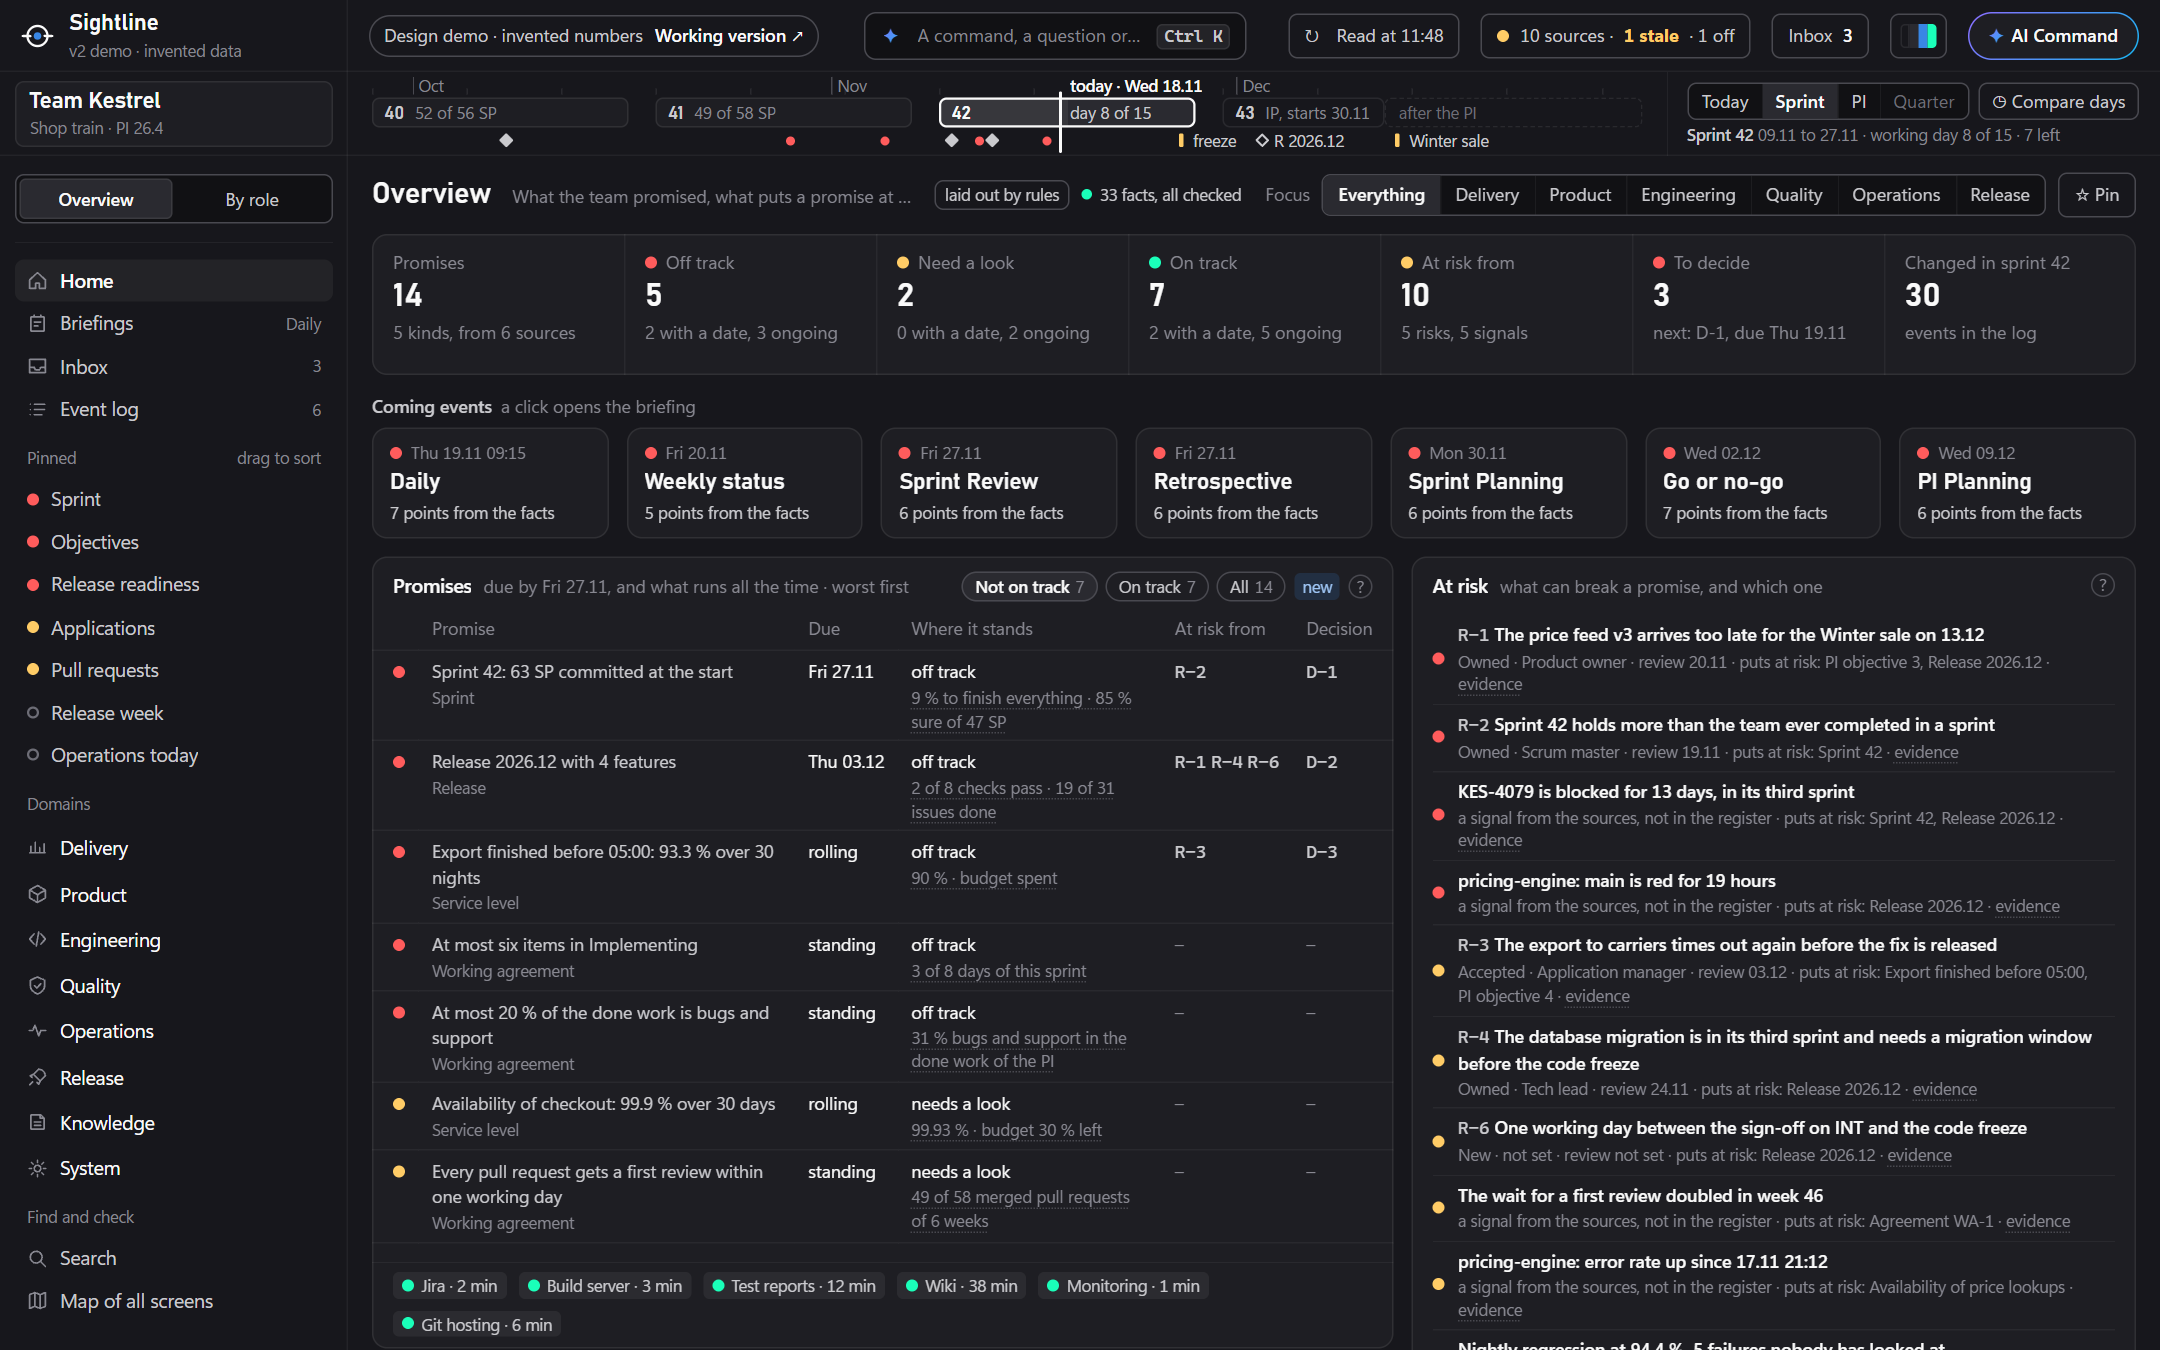 Sightline
v2 demo · invented data
Design demo · invented numbers Working version ↗
A command, a question or... Ctrl K
↻ Read at 11:48
10 sources · 1 stale · 1 off
Inbox 3
AI Command
Team Kestrel
Shop train · PI 26.4
Oct
Nov
today · Wed 18.11
Dec
40 52 of 56 SP
41 49 of 58 SP
42 day 8 of 15
43 IP, starts 30.11
after the PI
freeze
R 2026.12
Winter sale
Today Sprint PI Quarter
Compare days
Sprint 42 09.11 to 27.11 · working day 8 of 15 · 7 left
Overview By role
Home
Briefings Daily
Inbox 3
Event log 6
Pinned drag to sort
Sprint
Objectives
Release readiness
Applications
Pull requests
Release week
Operations today
Domains
Delivery
Product
Engineering
Quality
Operations
Release
Knowledge
System
Find and check
Search
Map of all screens
Overview What the team promised, what puts a promise at ...
laid out by rules
33 facts, all checked
Focus
Everything Delivery Product Engineering Quality Operations Release
☆ Pin
Promises
14
5 kinds, from 6 sources
Off track
5
2 with a date, 3 ongoing
Need a look
2
0 with a date, 2 ongoing
On track
7
2 with a date, 5 ongoing
At risk from
10
5 risks, 5 signals
To decide
3
next: D-1, due Thu 19.11
Changed in sprint 42
30
events in the log
Coming events a click opens the briefing
Thu 19.11 09:15
Daily
7 points from the facts
Fri 20.11
Weekly status
5 points from the facts
Fri 27.11
Sprint Review
6 points from the facts
Fri 27.11
Retrospective
6 points from the facts
Mon 30.11
Sprint Planning
6 points from the facts
Wed 02.12
Go or no-go
7 points from the facts
Wed 09.12
PI Planning
6 points from the facts
Promises due by Fri 27.11, and what runs all the time · worst first
Not on track 7 On track 7 All 14 new ?
Promise Due Where it stands At risk from Decision
Sprint 42: 63 SP committed at the start Fri 27.11 off track R–2 D–1
Sprint 9 % to finish everything · 85 %
sure of 47 SP
Release 2026.12 with 4 features Thu 03.12 off track R–1 R–4 R–6 D–2
Release 2 of 8 checks pass · 19 of 31
issues done
Export finished before 05:00: 93.3 % over 30 rolling off track R–3 D–3
nights 90 % · budget spent
Service level
At most six items in Implementing standing off track – –
Working agreement 3 of 8 days of this sprint
At most 20 % of the done work is bugs and standing off track – –
support 31 % bugs and support in the
Working agreement done work of the PI
Availability of checkout: 99.9 % over 30 days rolling needs a look – –
Service level 99.93 % · budget 30 % left
Every pull request gets a first review within standing needs a look – –
one working day 49 of 58 merged pull requests
Working agreement of 6 weeks
Jira · 2 min
Build server · 3 min
Test reports · 12 min
Wiki · 38 min
Monitoring · 1 min
Git hosting · 6 min
At risk what can break a promise, and which one ?
R–1 The price feed v3 arrives too late for the Winter sale on 13.12
Owned · Product owner · review 20.11 · puts at risk: PI objective 3, Release 2026.12 ·
evidence
R–2 Sprint 42 holds more than the team ever completed in a sprint
Owned · Scrum master · review 19.11 · puts at risk: Sprint 42 · evidence
KES-4079 is blocked for 13 days, in its third sprint
a signal from the sources, not in the register · puts at risk: Sprint 42, Release 2026.12 ·
evidence
pricing-engine: main is red for 19 hours
a signal from the sources, not in the register · puts at risk: Release 2026.12 · evidence
R–3 The export to carriers times out again before the fix is released
Accepted · Application manager · review 03.12 · puts at risk: Export finished before 05:00,
PI objective 4 · evidence
R–4 The database migration is in its third sprint and needs a migration window
before the code freeze
Owned · Tech lead · review 24.11 · puts at risk: Release 2026.12 · evidence
R–6 One working day between the sign-off on INT and the code freeze
New · not set · review not set · puts at risk: Release 2026.12 · evidence
The wait for a first review doubled in week 46
a signal from the sources, not in the register · puts at risk: Agreement WA-1 · evidence
pricing-engine: error rate up since 17.11 21:12
a signal from the sources, not in the register · puts at risk: Availability of price lookups ·
evidence
Nightly regression at 94.4 %, 5 failures nobody has looked at